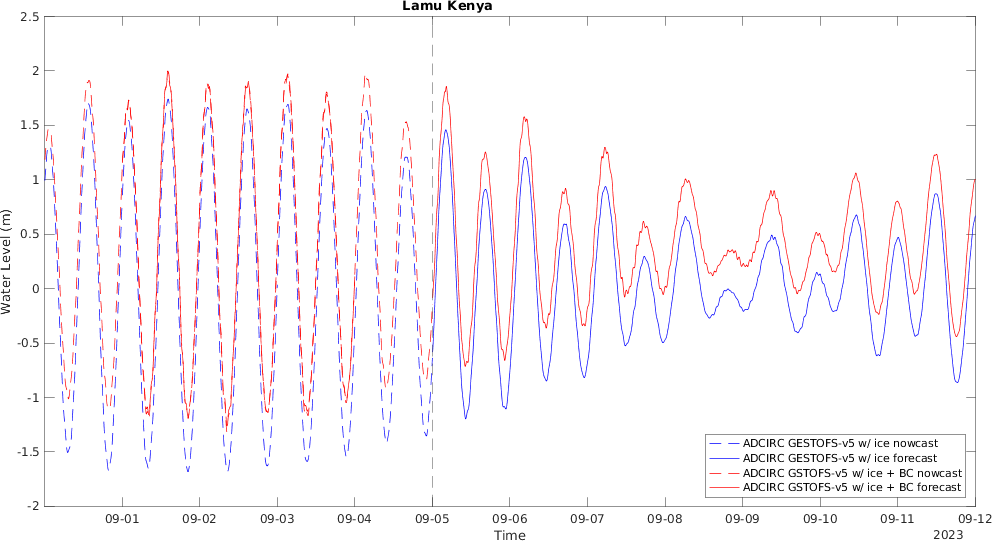 Lamu Kenya
2.5
2
1.5
1
0.5
0
-0.5
-1
-1.5
-2
Water Level (m)
09-01 09-02 09-03 09-04 09-05 09-06 09-07 09-08 09-09 09-10 09-11 09-12
Time
2023
ADCIRC GESTOFS-v5 w/ ice nowcast
ADCIRC GESTOFS-v5 w/ ice forecast
ADCIRC GSTOFS-v5 w/ ice + BC nowcast
ADCIRC GSTOFS-v5 w/ ice + BC forecast